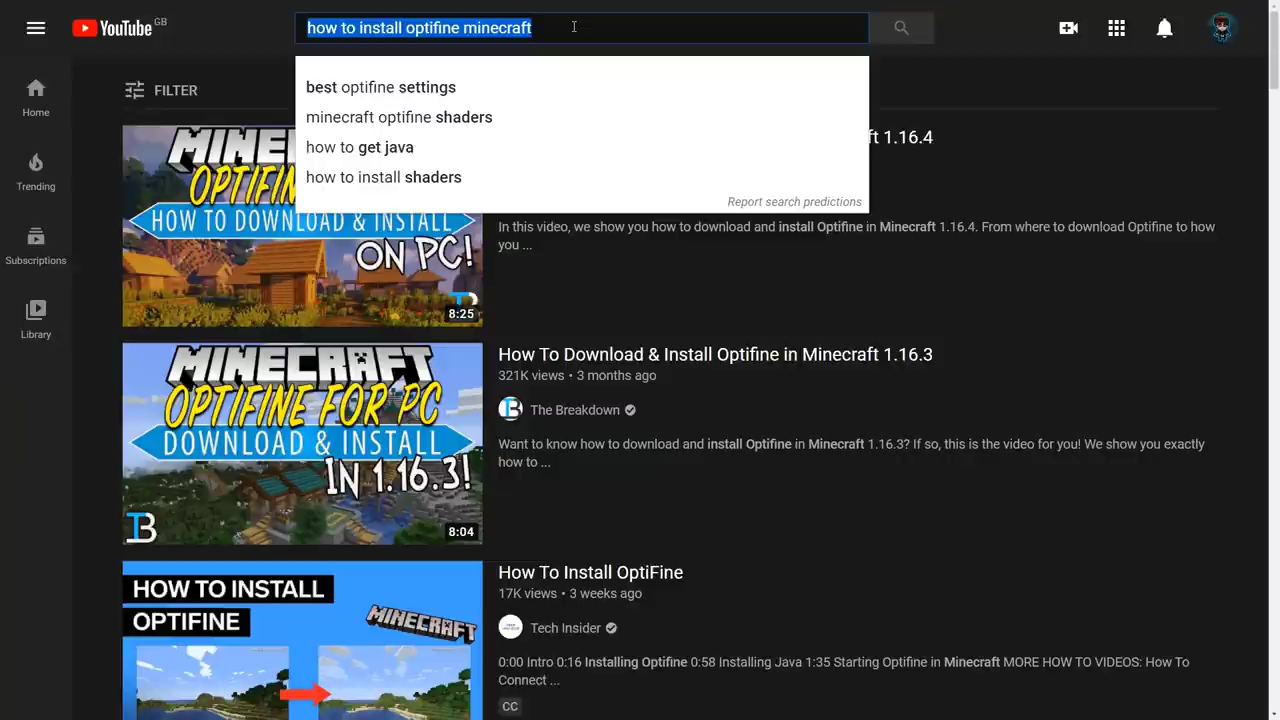 YouTube GB
how to install optifine minecraft
best optifine settings
minecraft optifine shaders
how to get java
how to install shaders
Report search predictions
Home
Trending
Subscriptions
Library
FILTER
HOW TO DOWNLOAD & INSTALL
ON PC!
8:25
ft 1.16.4
In this video, we show you how to download and install Optifine in Minecraft 1.16.4. From where to download Optifine to how
you ...
MINECRAFT
OPTIFINE FOR PC
DOWNLOAD & INSTALL
IN 1.16.3!
TB
8:04
How To Download & Install Optifine in Minecraft 1.16.3
321K views • 3 months ago
The Breakdown
Want to know how to download and install Optifine in Minecraft 1.16.3? If so, this is the video for you! We show you exactly
how to ...
HOW TO INSTALL
OPTIFINE
MINECRAFT
How To Install OptiFine
17K views • 3 weeks ago
Tech Insider
0:00 Intro 0:16 Installing Optifine 0:58 Installing Java 1:35 Starting Optifine in Minecraft MORE HOW TO VIDEOS: How To
Connect ...
CC